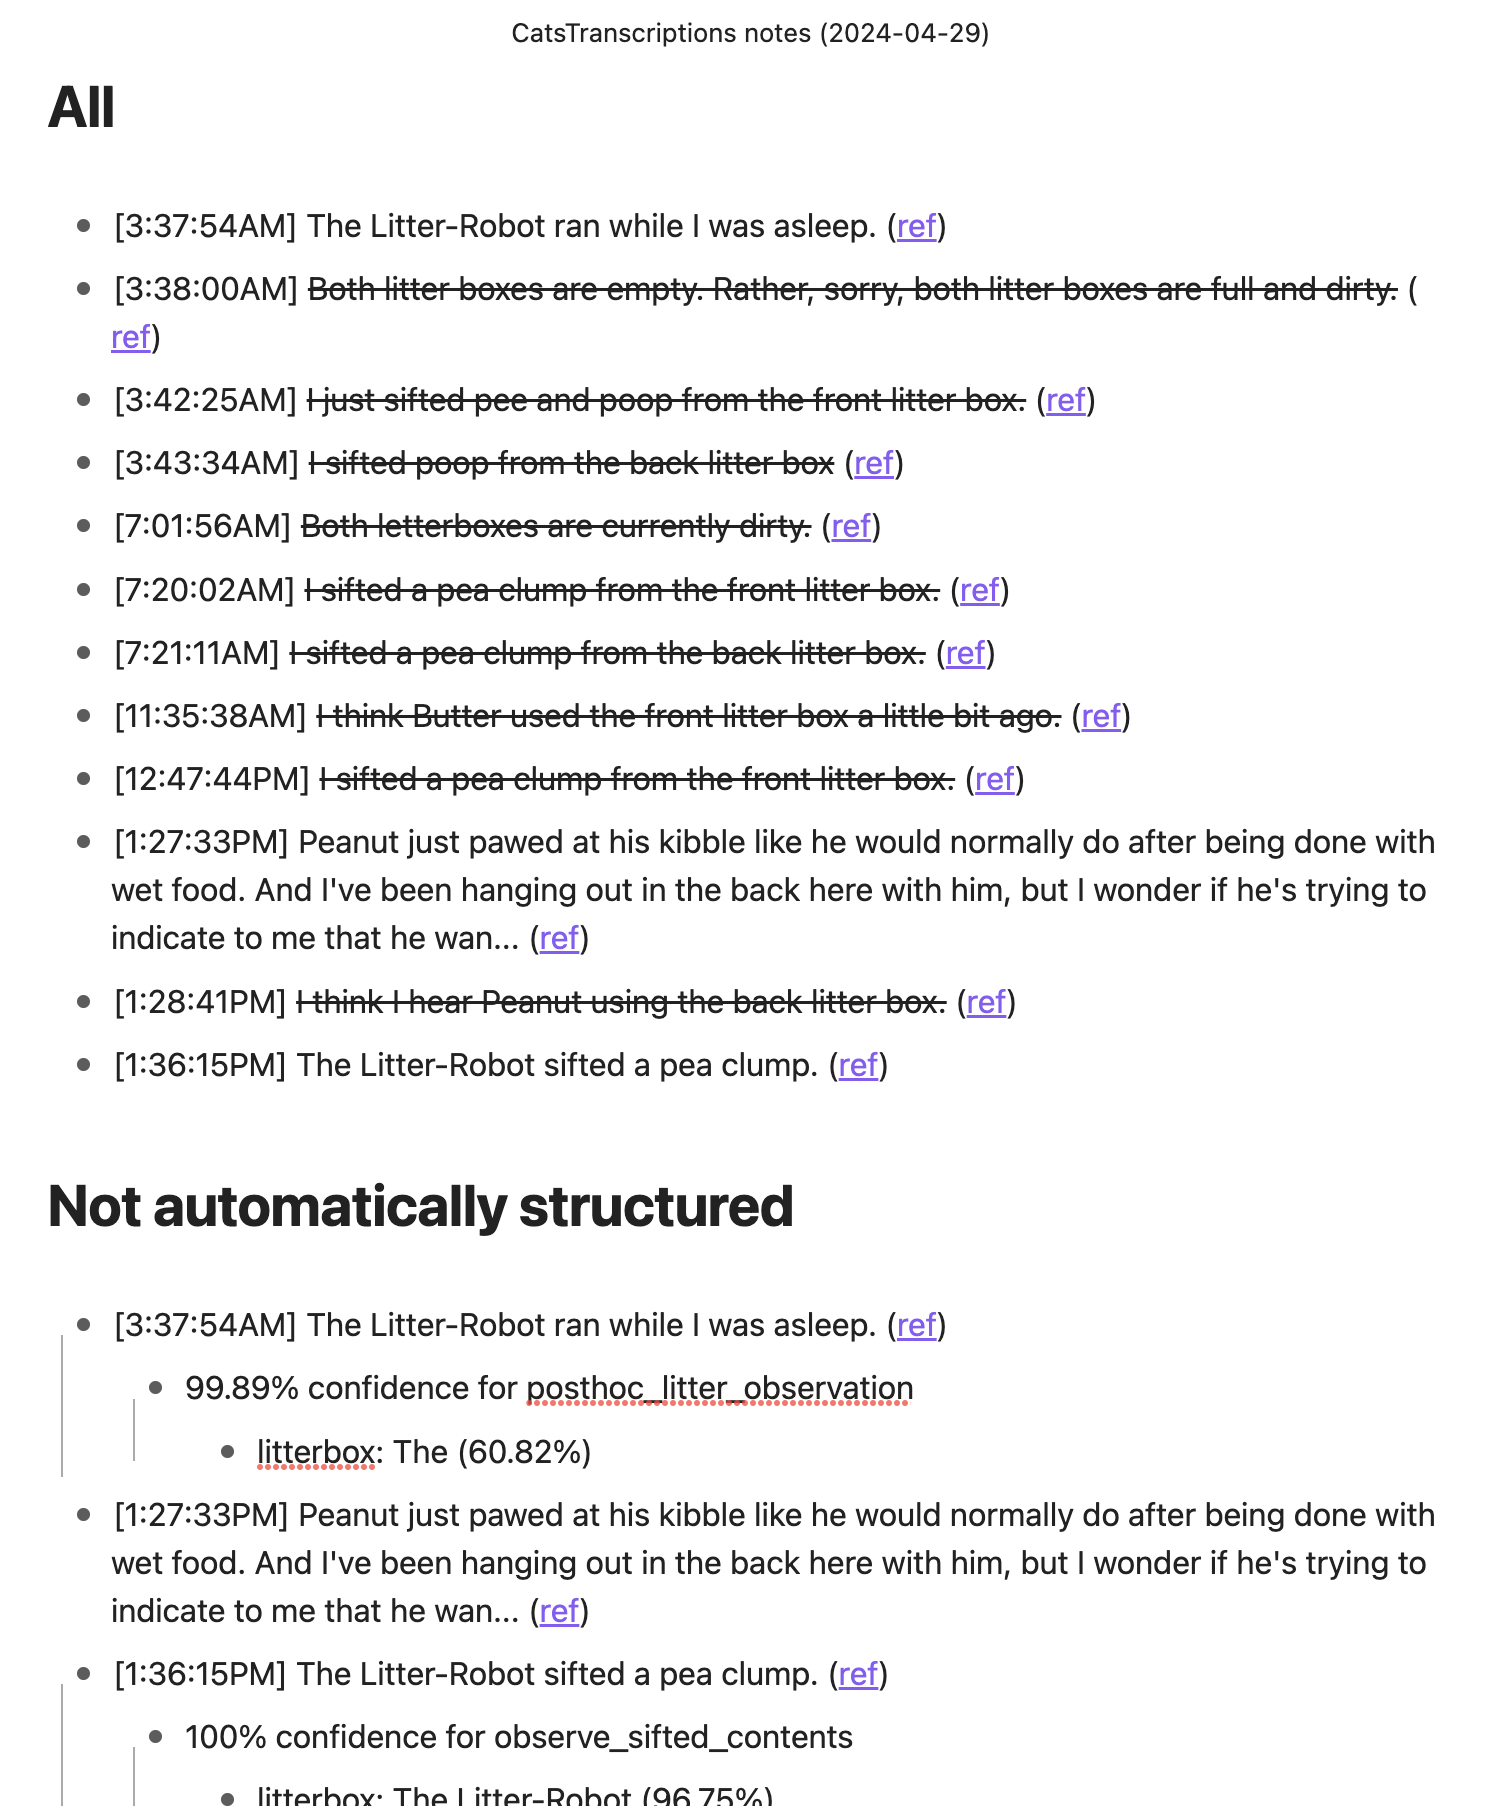 CatsTranscriptions notes (2024-04-29)
All
[3:37:54AM] The Litter-Robot ran while I was asleep. (ref)
[3:38:00AM] Both litter boxes are empty. Rather, sorry, both litter boxes are full and dirty. (
ref)
[3:42:25AM] I just sifted pee and poop from the front litter box. (ref)
[3:43:34AM] I sifted poop from the back litter box (ref)
[7:01:56AM] Both letterboxes are currently dirty. (ref)
[7:20:02AM] I sifted a pea clump from the front litter box. (ref)
[7:21:11AM] I sifted a pea clump from the back litter box. (ref)
[11:35:38AM] I think Butter used the front litter box a little bit ago. (ref)
[12:47:44PM] I sifted a pea clump from the front litter box. (ref)
[1:27:33PM] Peanut just pawed at his kibble like he would normally do after being done with
wet food. And I've been hanging out in the back here with him, but I wonder if he's trying to
indicate to me that he wan... (ref)
[1:28:41PM] I think I hear Peanut using the back litter box. (ref)
[1:36:15PM] The Litter-Robot sifted a pea clump. (ref)
Not automatically structured
[3:37:54AM] The Litter-Robot ran while I was asleep. (ref)
99.89% confidence for posthoc_litter_observation
litterbox: The (60.82%)
[1:27:33PM] Peanut just pawed at his kibble like he would normally do after being done with
wet food. And I've been hanging out in the back here with him, but I wonder if he's trying to
indicate to me that he wan... (ref)
[1:36:15PM] The Litter-Robot sifted a pea clump. (ref)
100% confidence for observe_sifted_contents
litterbox: The Litter-Robot (96.75%)